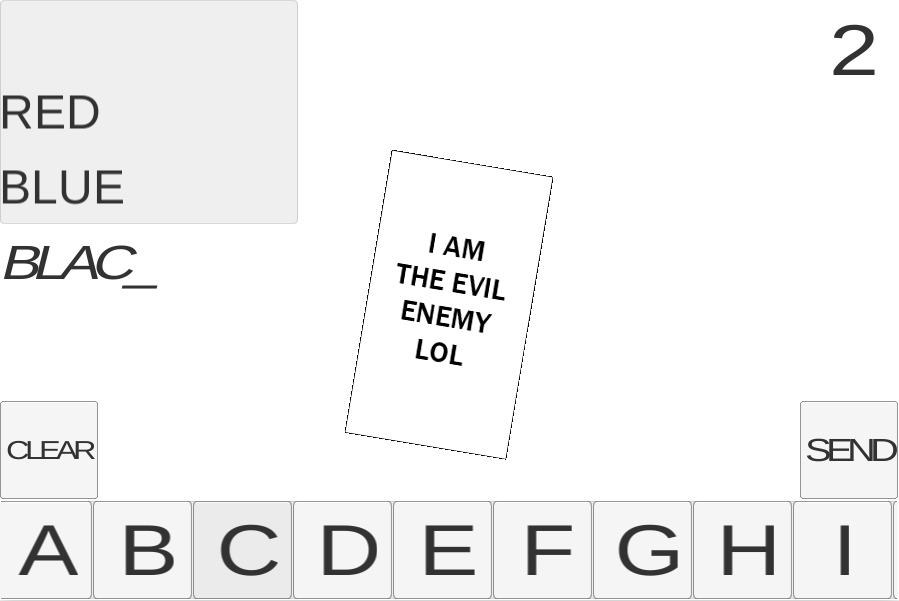 2
RED
BLUE
BLAC_
I AM
THE EVIL
ENEMY
LOL
CLEAR
SEND
A B C D E F G H I